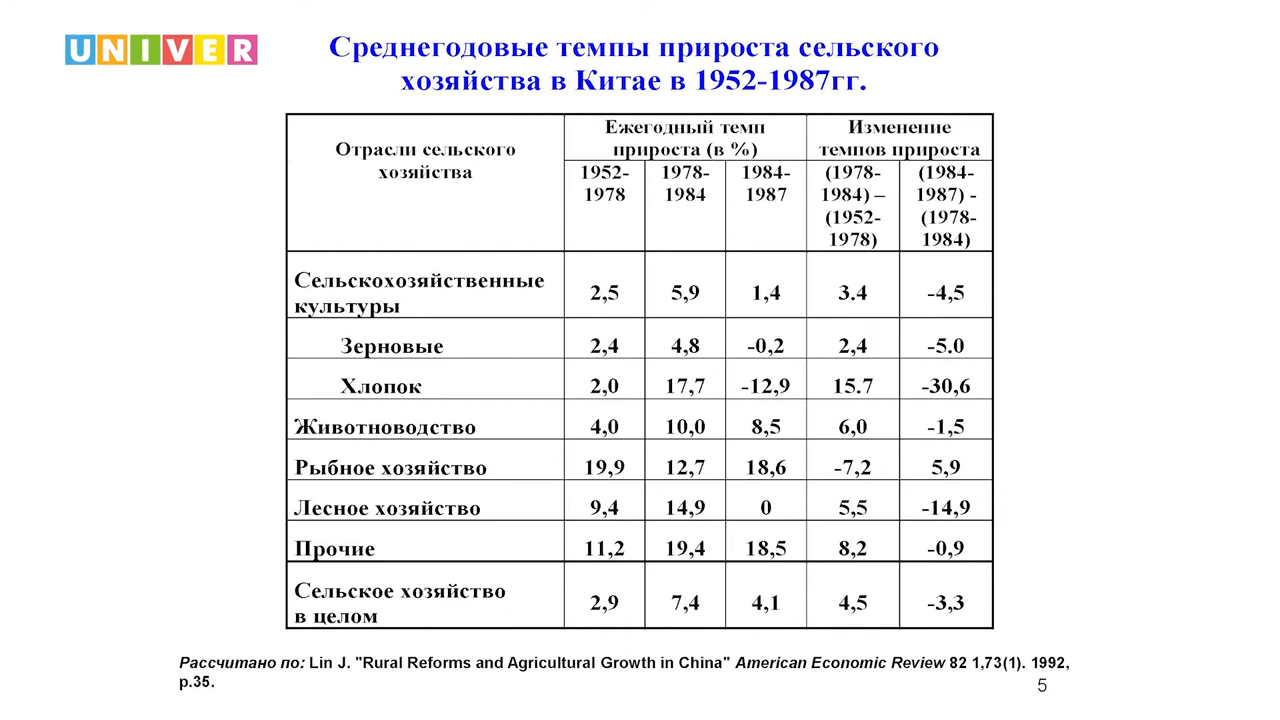 UNIVER
Среднегодовые темпы прироста сельского
хозяйства в Китае в 1952-1987гг.
Отрасли сельского
хозяйства
Ежегодный темп
прироста (в %)
Изменение
темпов прироста
1952-
1978
1978-
1984
1984-
1987
(1978-
1984) –
(1952-
1978)
(1984-
1987) -
(1978-
1984)
Сельскохозяйственные
культуры
2,5 5,9 1,4 3.4 -4,5
Зерновые 2,4 4,8 -0,2 2,4 -5.0
Хлопок 2,0 17,7 -12,9 15.7 -30,6
Животноводство 4,0 10,0 8,5 6,0 -1,5
Рыбное хозяйство 19,9 12,7 18,6 -7,2 5,9
Лесное хозяйство 9,4 14,9 0 5,5 -14,9
Прочие 11,2 19,4 18,5 8,2 -0,9
Сельское хозяйство
в целом
2,9 7,4 4,1 4,5 -3,3
Рассчитано по: Lin J. "Rural Reforms and Agricultural Growth in China" American Economic Review 82 1,73(1). 1992,
p.35.
5